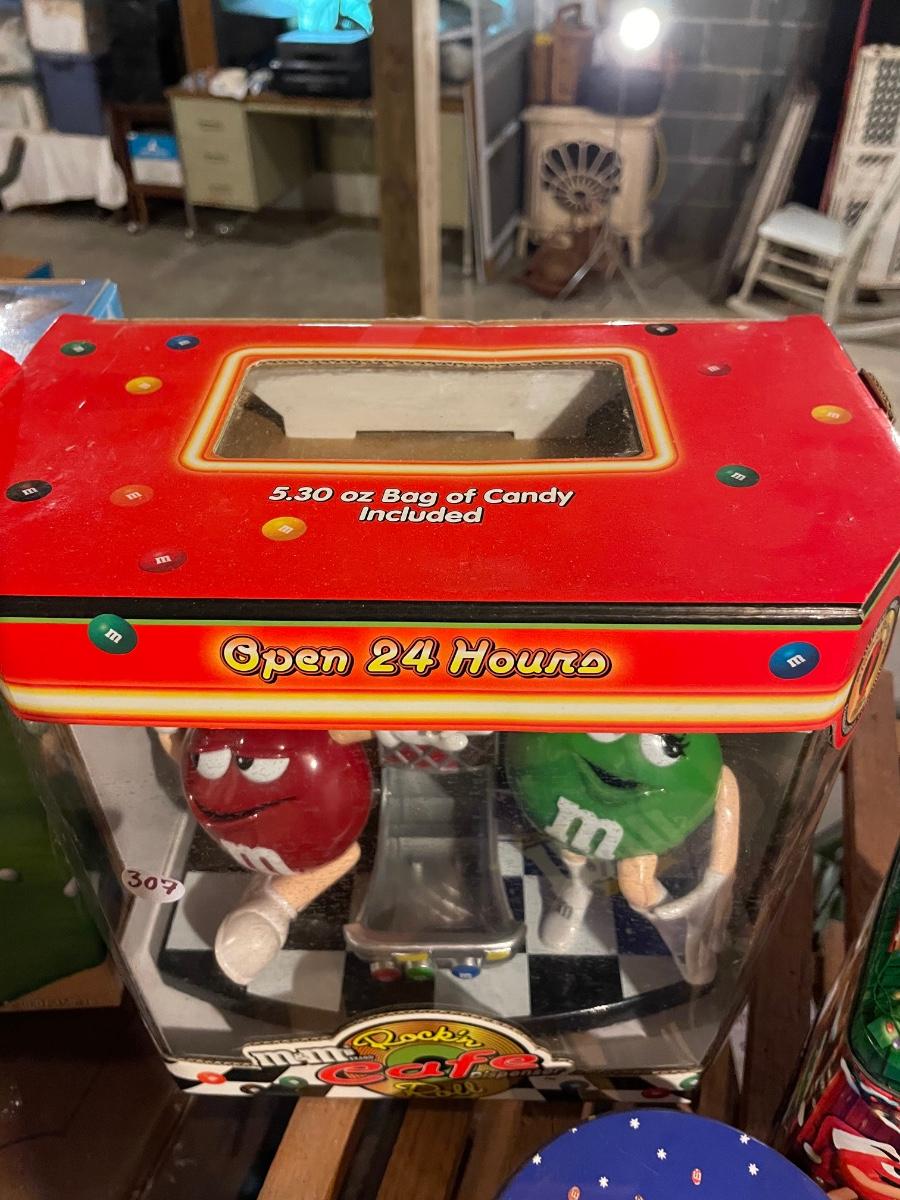 5.30 oz Bag of Candy
Included
Open 24 Hours
m
m
m
m
307
m&m's
Rock'n
Cafe
Roll